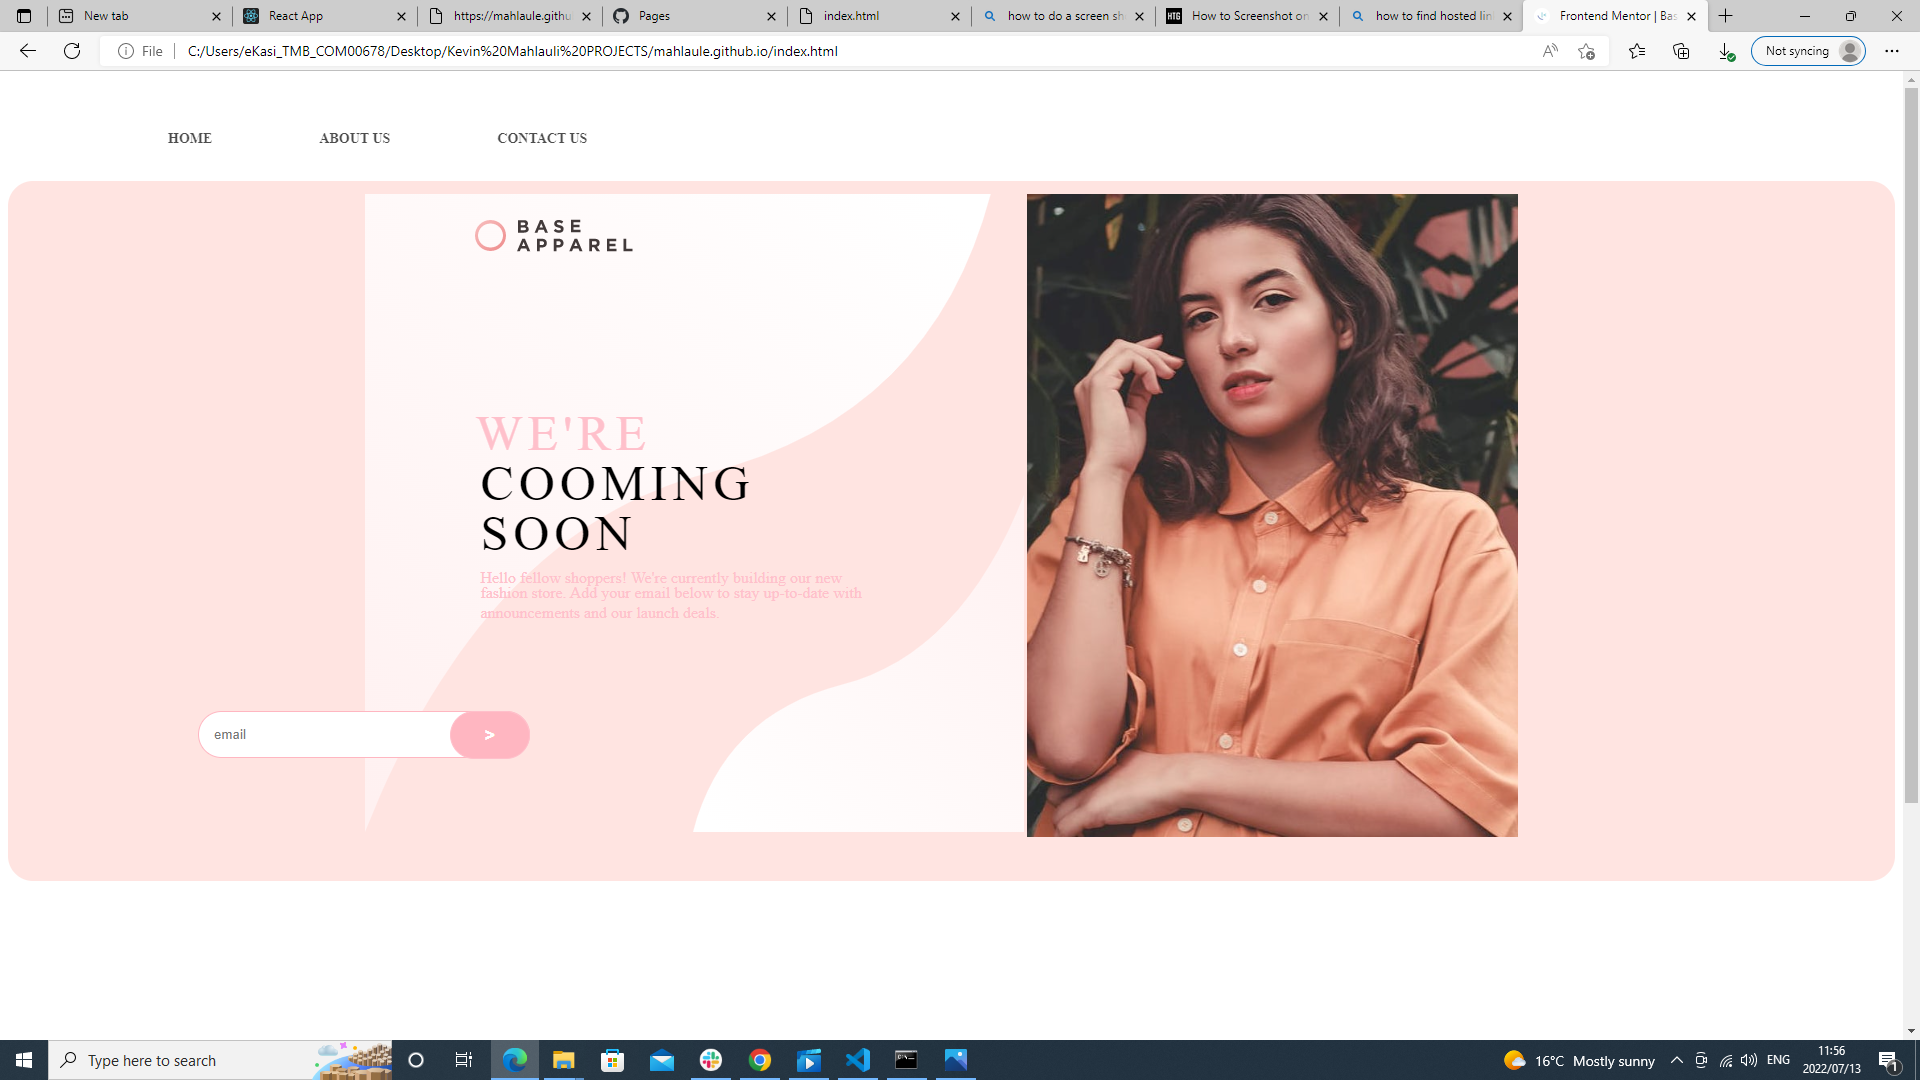 New tab
React App
https://mahlaule.githu
Pages
index.html
how to do a screen sh
HTG How to Screenshot on
how to find hosted lin
Frontend Mentor | Bas
File C:/Users/eKasi_TMB_COM00678/Desktop/Kevin%20Mahlauli%20PROJECTS/mahlaule.github.io/index.html
Not syncing
HOME ABOUT US CONTACT US
BASE
APPAREL
WE'RE
COOMING
SOON
Hello fellow shoppers! We're currently building our new
fashion store. Add your email below to stay up-to-date with
announcements and our launch deals.
email >
Type here to search
16°C Mostly sunny
ENG
11:56
2022/07/13
1